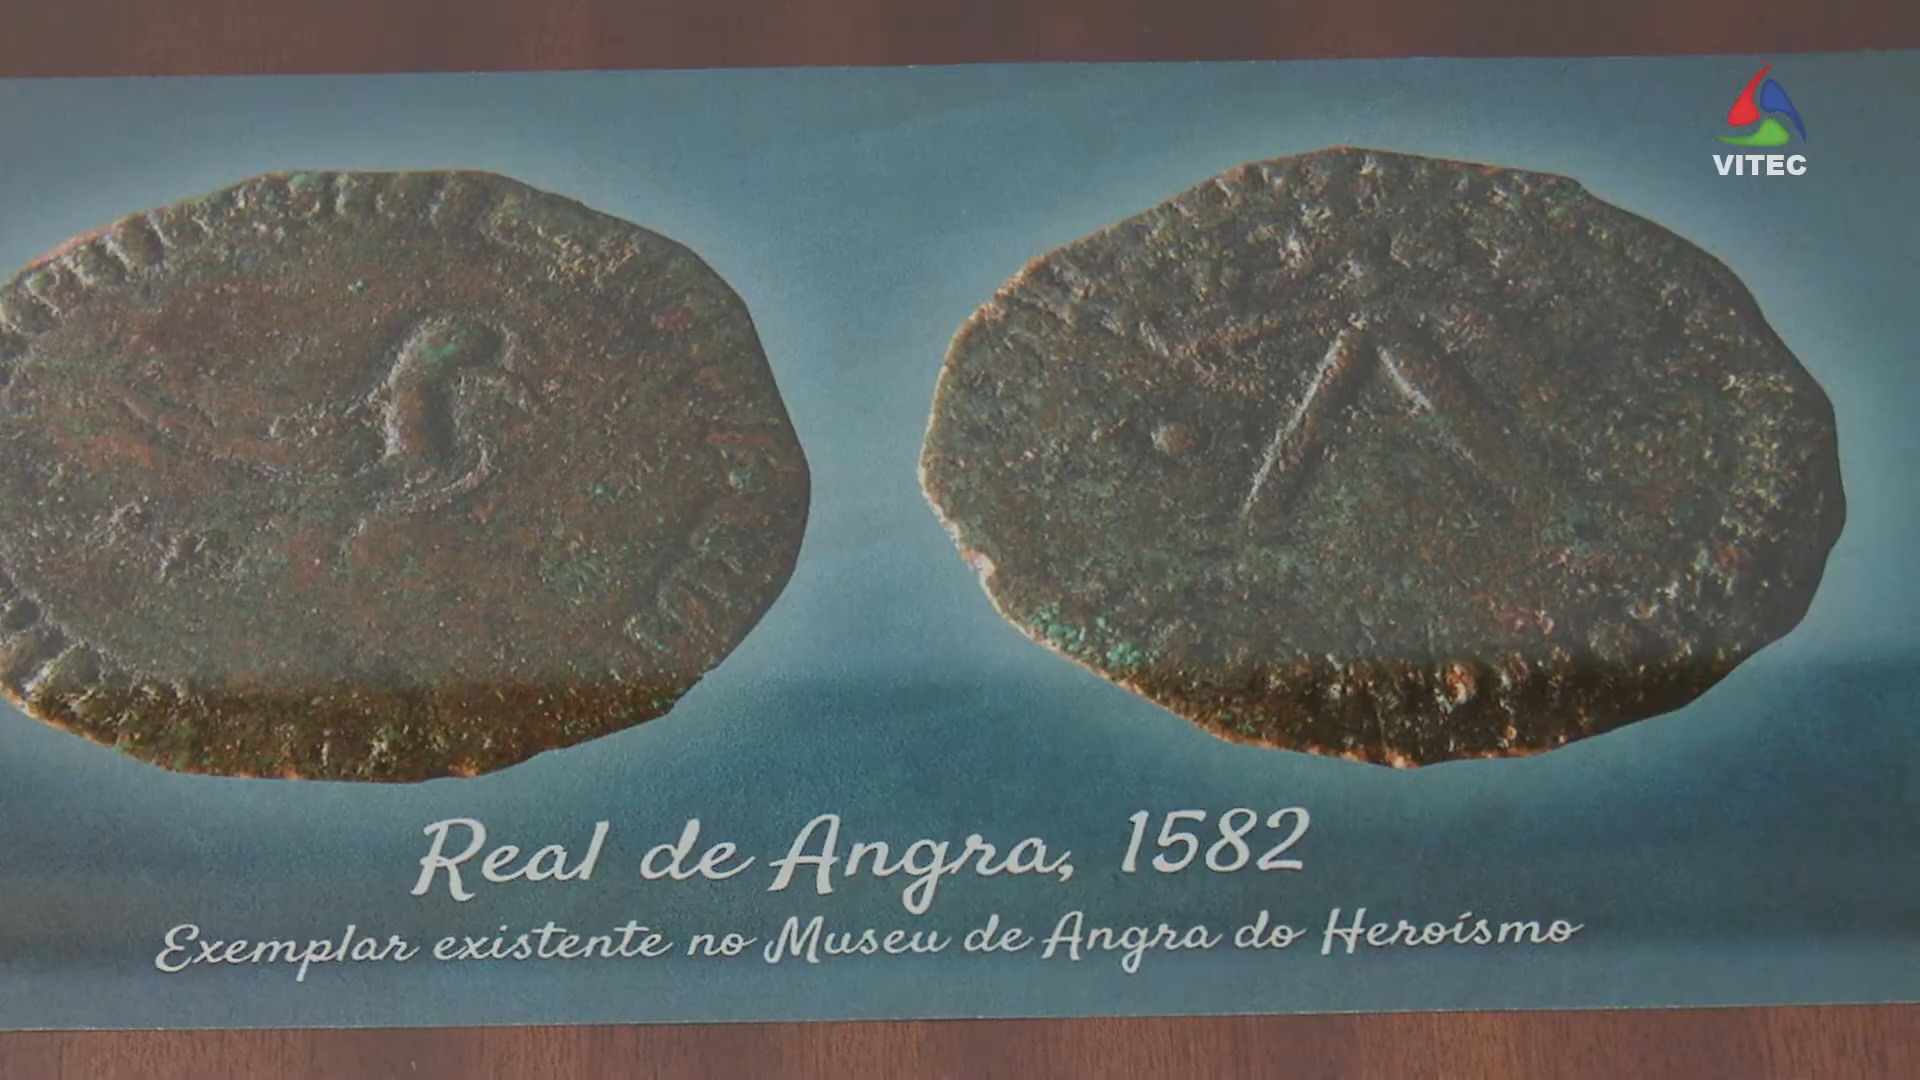 VITEC
Real de Angra, 1582
Exemplar existente no Museu de Angra do Heroísmo